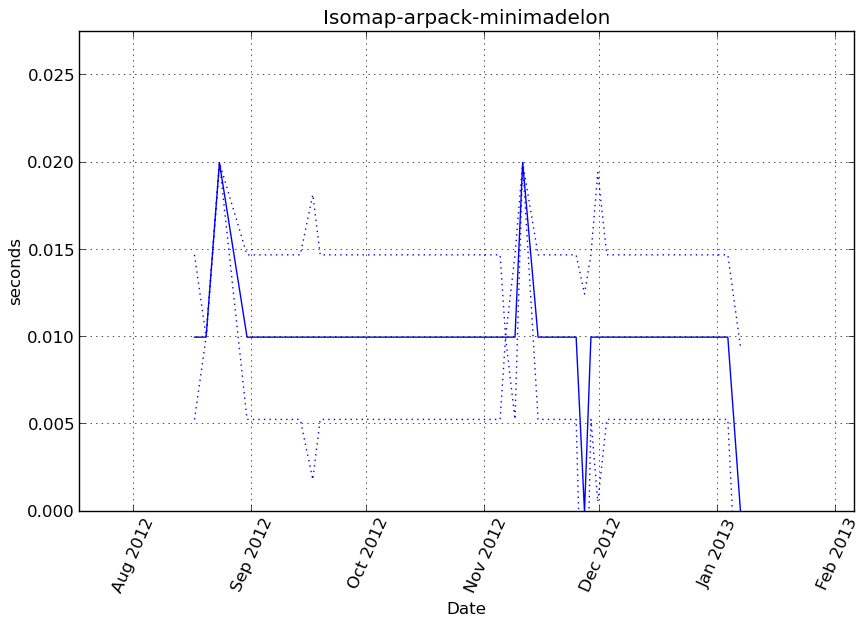 Isomap-arpack-minimadelon
0.025
0.020
0.015
0.010
0.005
0.000
seconds
Aug 2012
Sep 2012
Oct 2012
Nov 2012
Dec 2012
Jan 2013
Feb 2013
Date